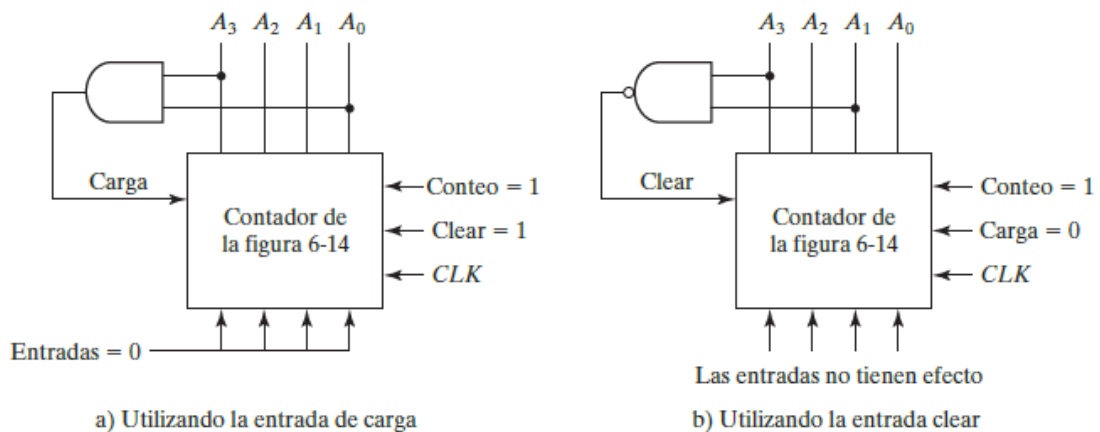 A₃ A₂ A₁ A₀
Carga
Contador de
la figura 6-14
Conteo = 1
Clear = 1
CLK
Entradas = 0
a) Utilizando la entrada de carga
A₃ A₂ A₁ A₀
Clear
Contador de
la figura 6-14
Conteo = 1
Carga = 0
CLK
Las entradas no tienen efecto
b) Utilizando la entrada clear